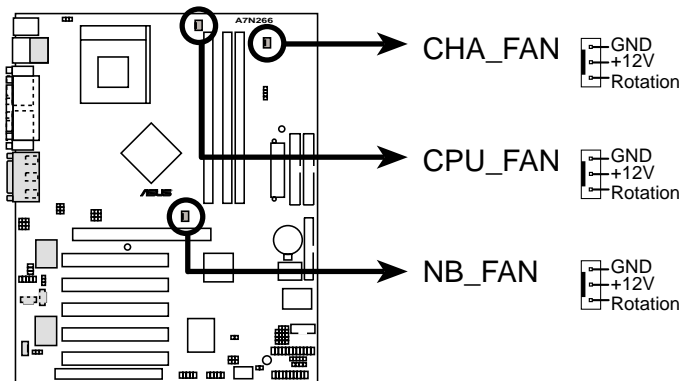 A7N266
CHA_FAN
GND
+12V
Rotation
CPU_FAN
GND
+12V
Rotation
ASUS
NB_FAN
GND
+12V
Rotation